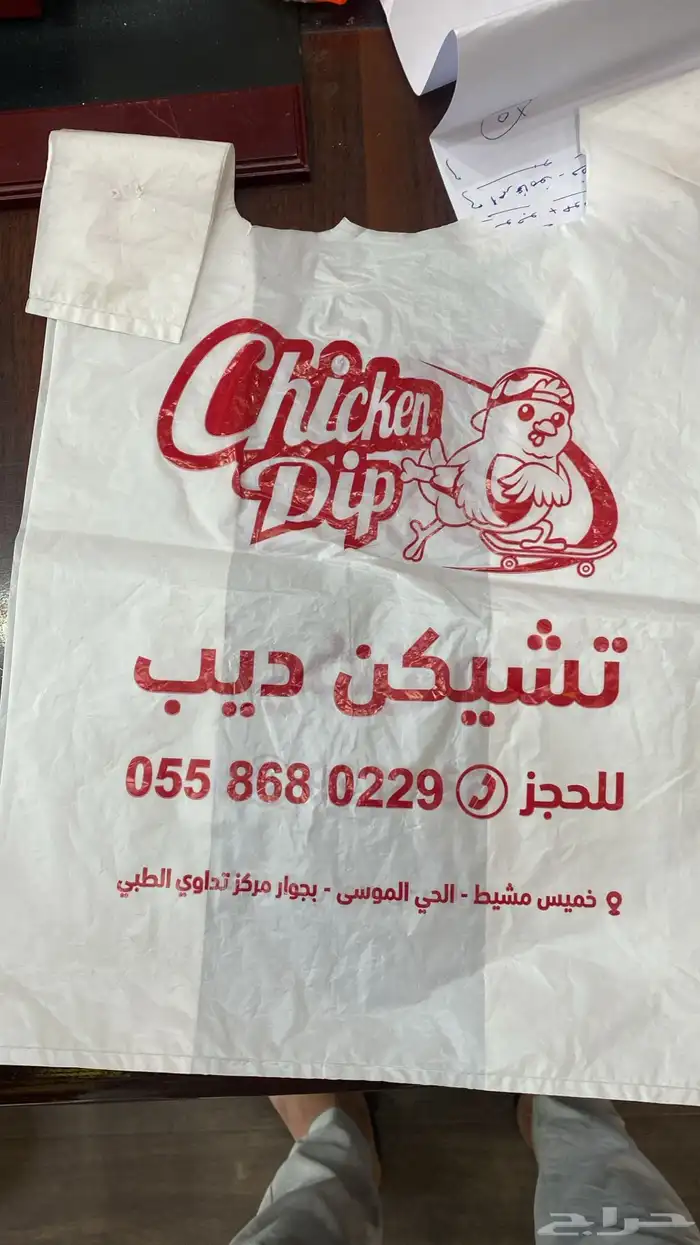 Chicken
Dip
تشيكن ديب
للحجز 055 868 0229
خميس مشيط - الحي الموسى - بجوار مركز تداوي الطبي
حراج